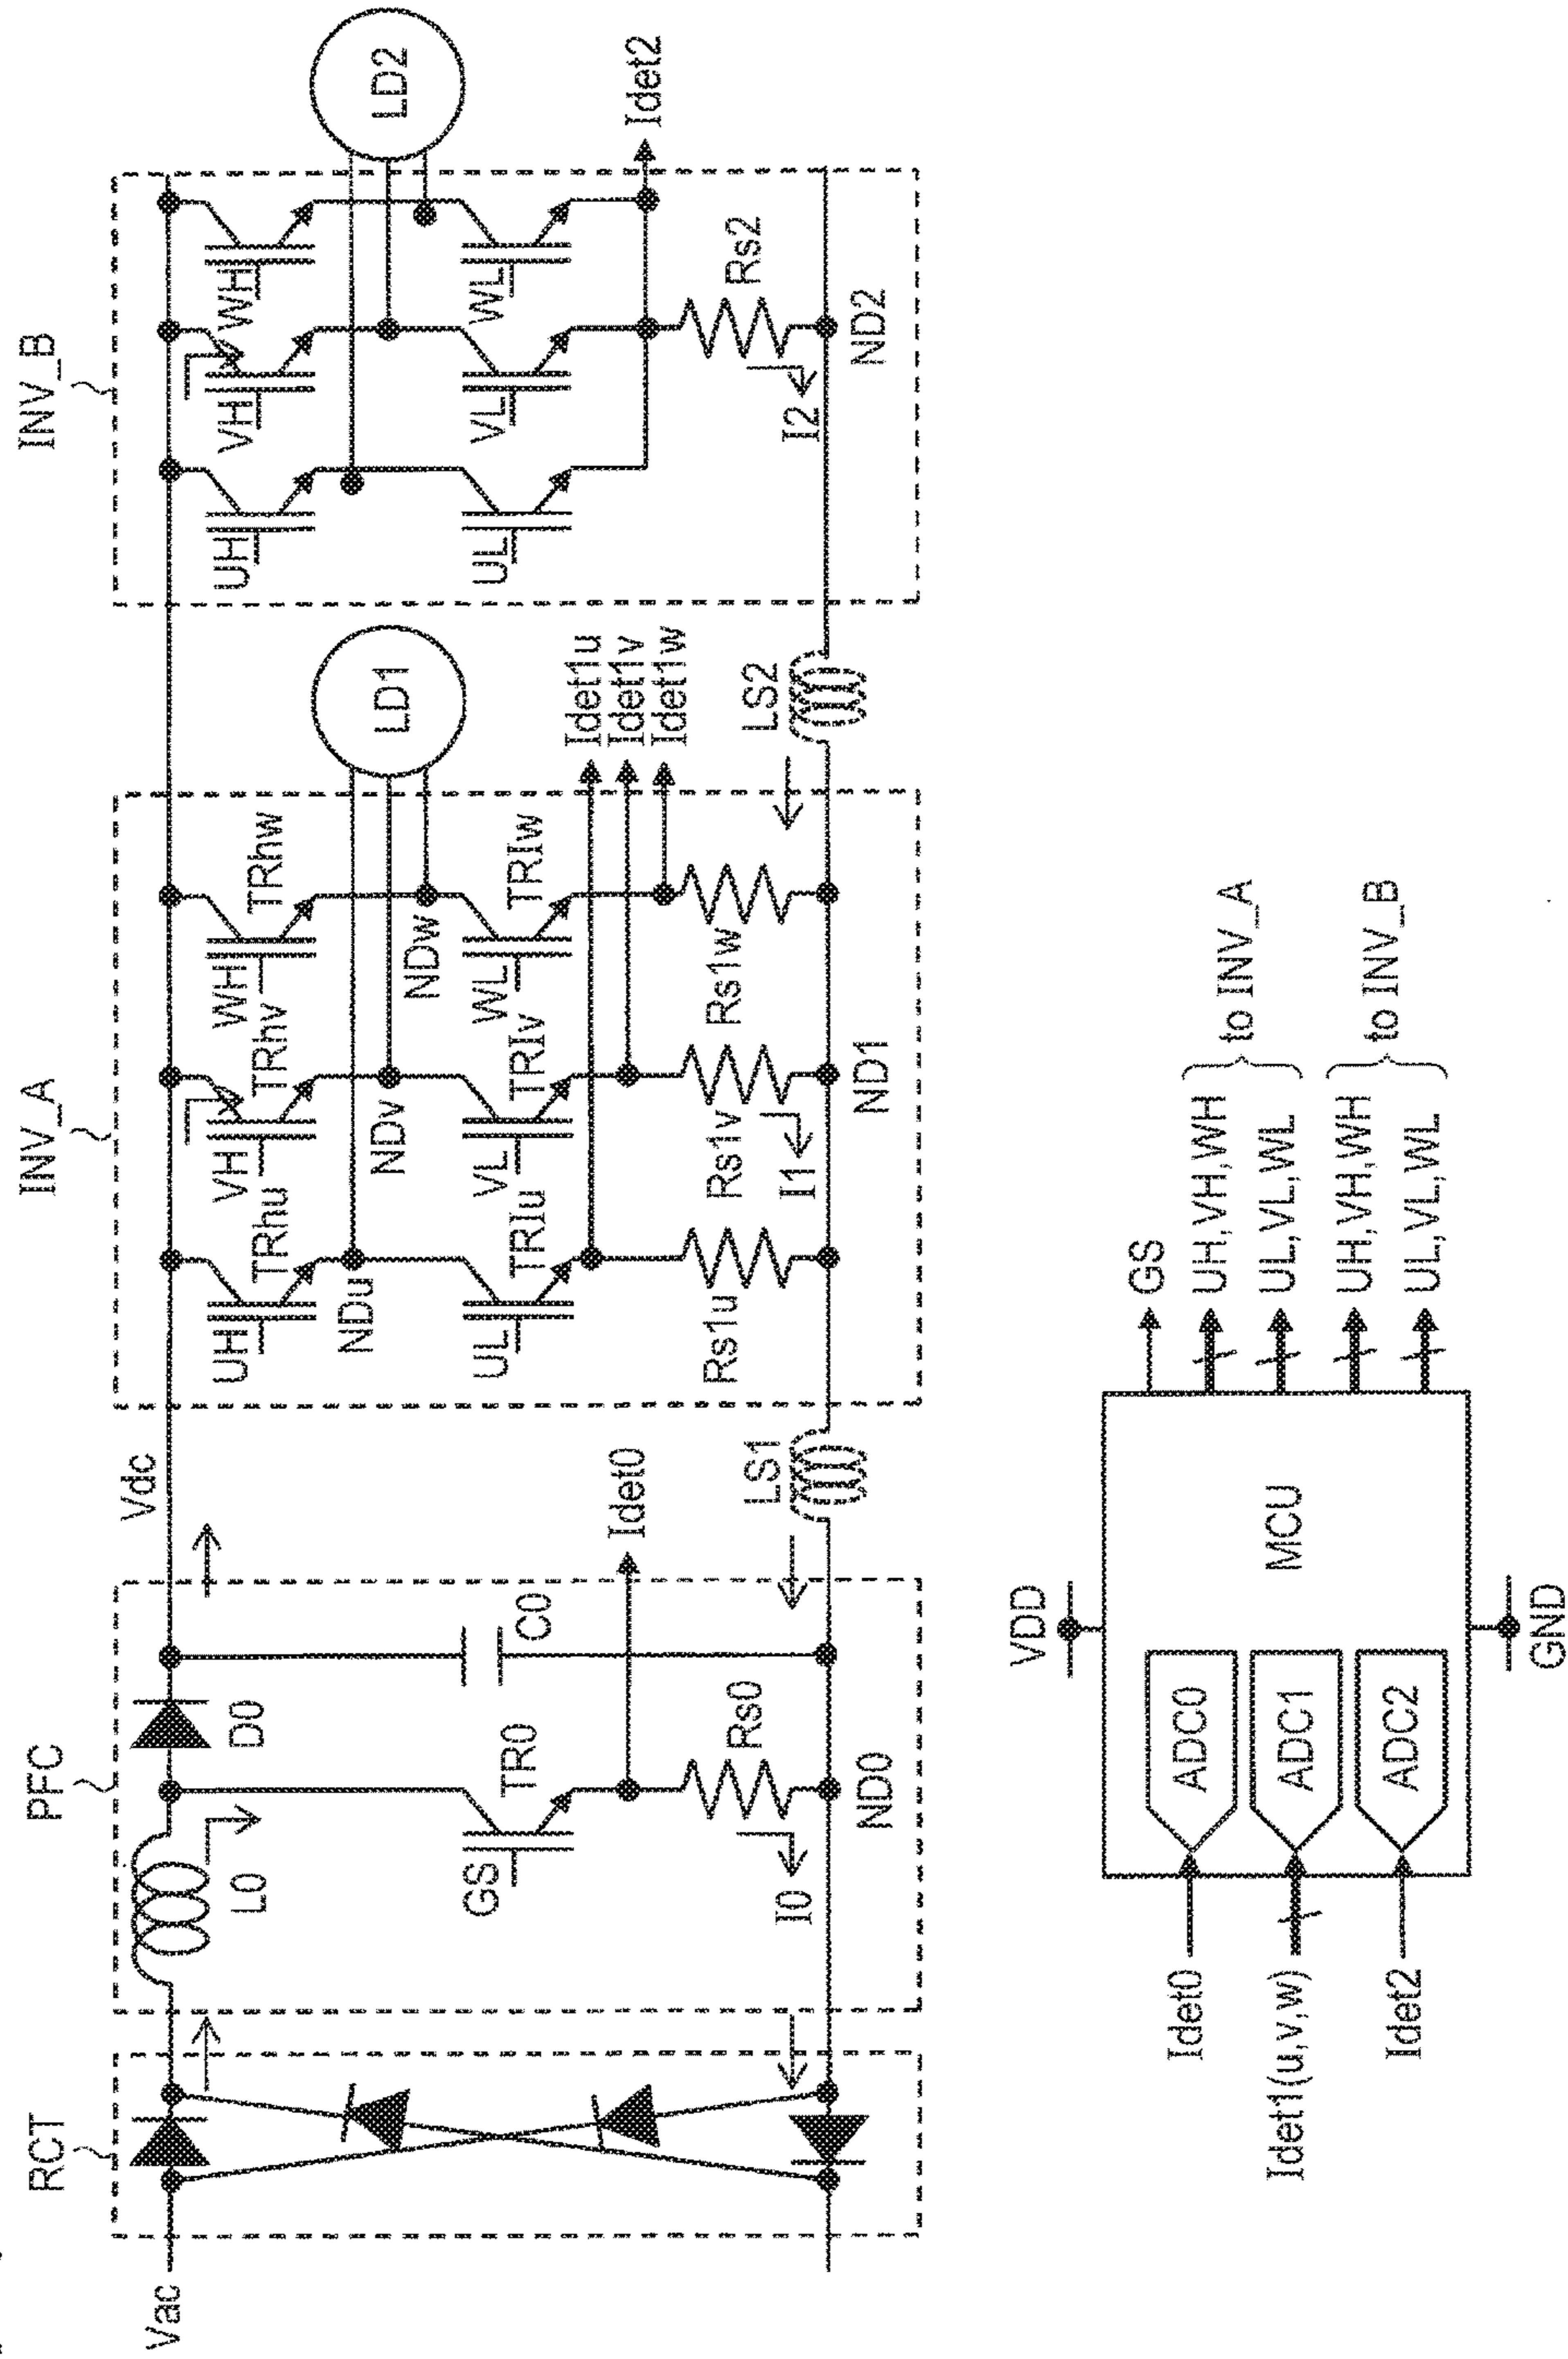 RCT
PFC
INV_A
INV_B
Vac
L0
D0
Vdc
GS
TR0
C0
Idet0
Rs0
I0
ND0
LS1
UH
TRhu
VH
TRhv
WH
TRhw
NDu
NDv
NDw
LD1
UL
TRIu
VL
TRIv
WL
TRIw
Idet1u
Idet1v
Idet1w
Rs1u
Rs1v
Rs1w
I1
ND1
LS2
UH
VH
WH
LD2
UL
VL
WL
Idet2
Rs2
I2
ND2
VDD
Idet0
ADC0
GS
Idet1(u,v,w)
ADC1
MCU
UH,VH,WH
UL,VL,WL
to INV_A
Idet2
ADC2
UH,VH,WH
UL,VL,WL
to INV_B
GND